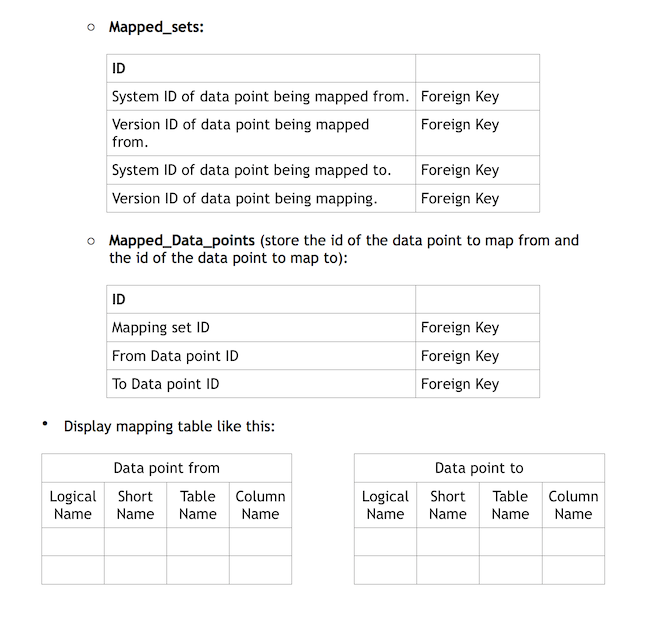 Mapped_sets:
ID
System ID of data point being mapped from. Foreign Key
Version ID of data point being mapped Foreign Key
from.
System ID of data point being mapped to. Foreign Key
Version ID of data point being mapping. Foreign Key
Mapped_Data_points (store the id of the data point to map from and
the id of the data point to map to):
ID
Mapping set ID Foreign Key
From Data point ID Foreign Key
To Data point ID Foreign Key
Display mapping table like this:
Data point from
Logical Short Table Column
Name Name Name Name
Data point to
Logical Short Table Column
Name Name Name Name